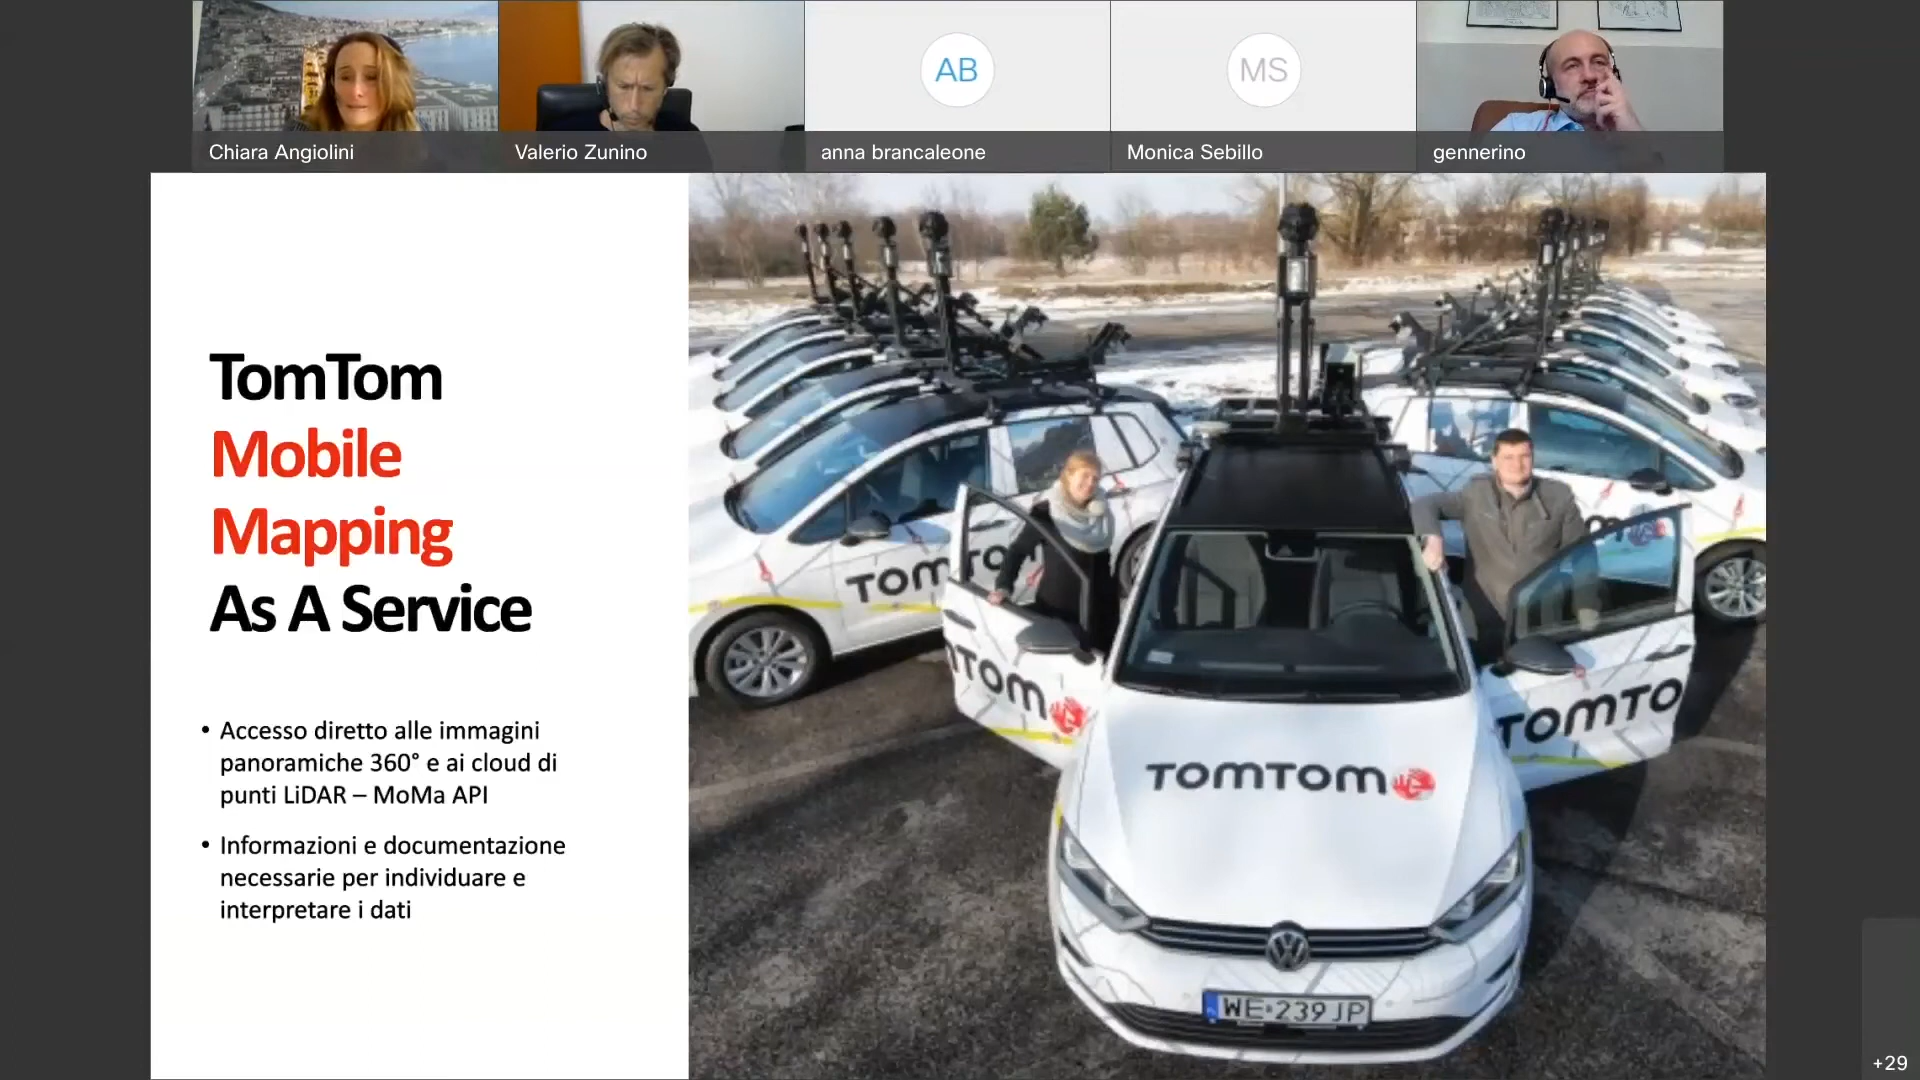 AB
MS
Chiara Angiolini
Valerio Zunino
anna brancaleone
Monica Sebillo
gennerino
TomTom
Mobile
Mapping
As A Service
• Accesso diretto alle immagini
panoramiche 360° e ai cloud di
punti LiDAR – MoMa API
• Informazioni e documentazione
necessarie per individuare e
interpretare i dati
TOMTO
TOM
TOMTO
TOMTOM
WE 239JP
+29